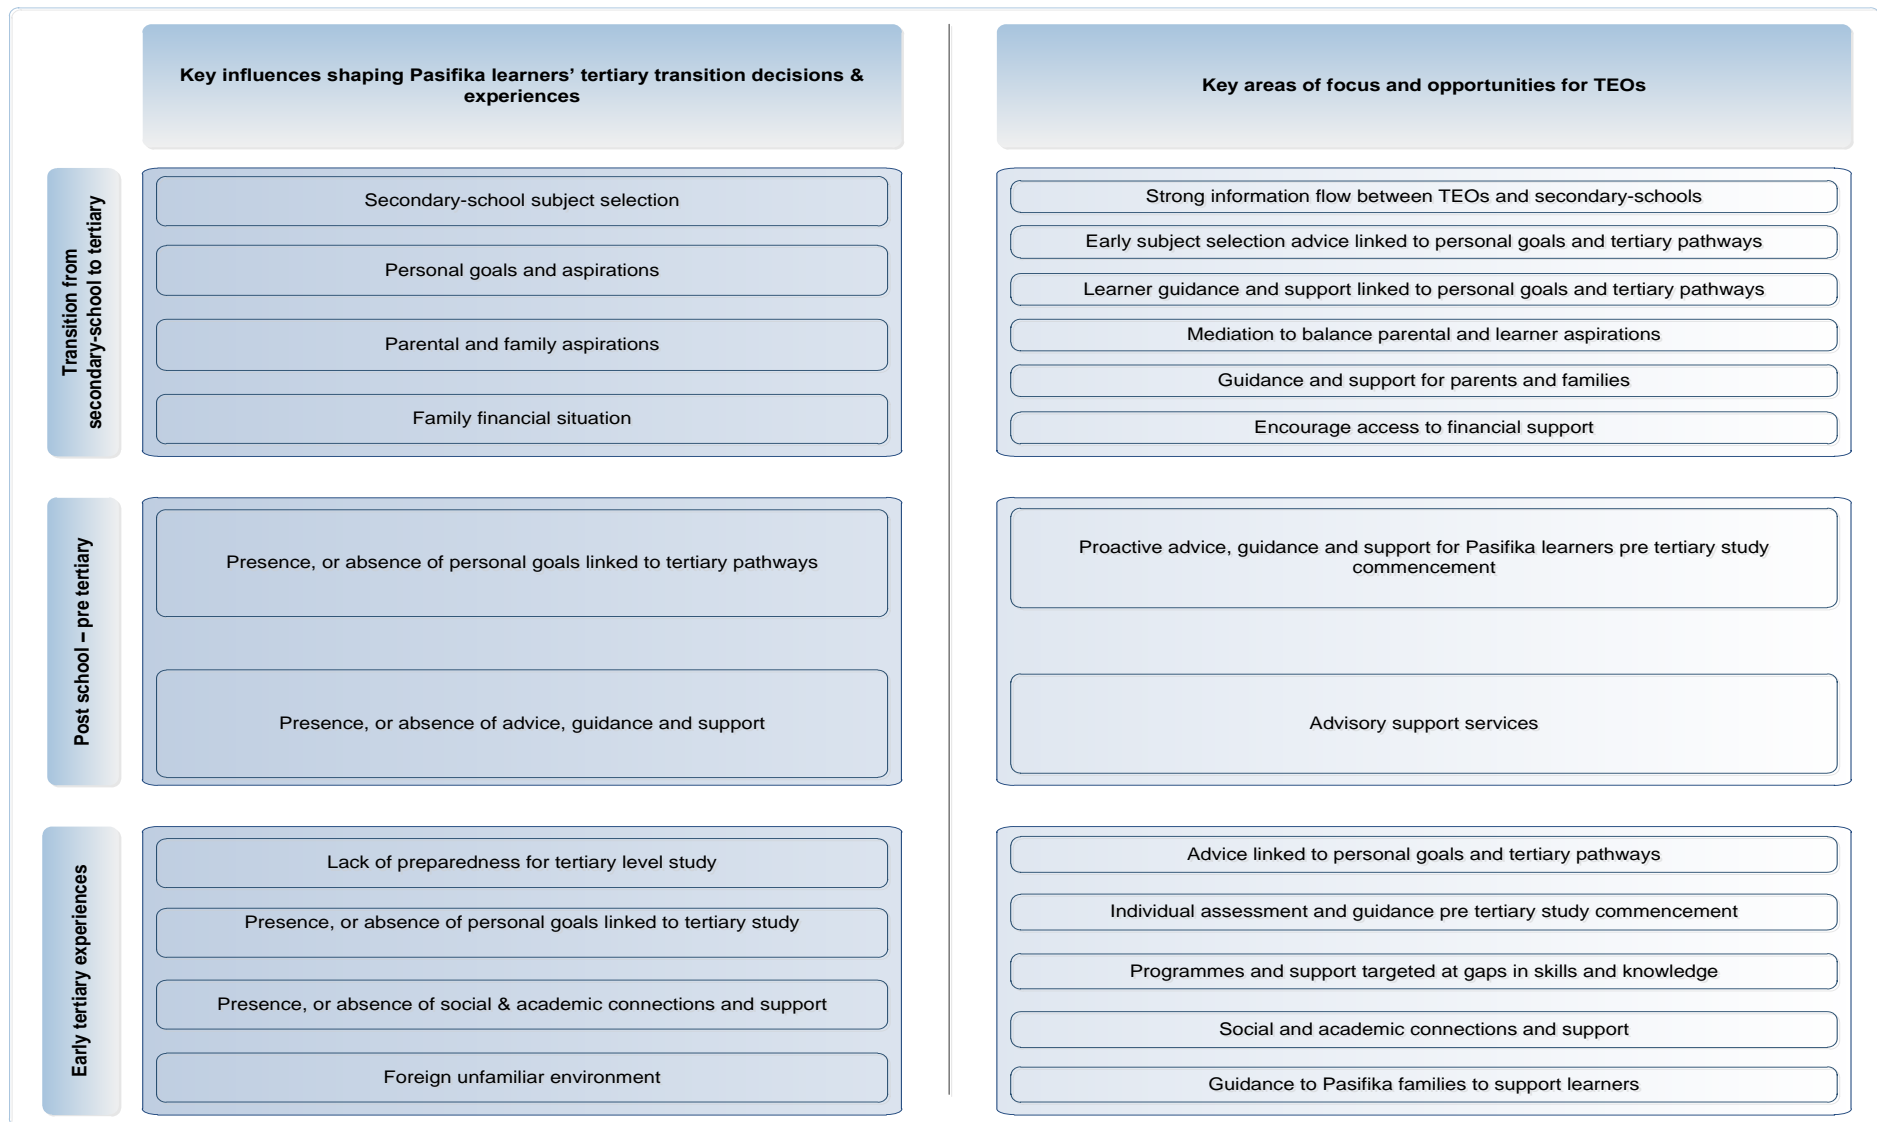 Key influences shaping Pasifika learners’ tertiary transition decisions &
experiences
Key areas of focus and opportunities for TEOs
Transition from
secondary-school to tertiary
Secondary-school subject selection
Personal goals and aspirations
Parental and family aspirations
Family financial situation
Strong information flow between TEOs and secondary-schools
Early subject selection advice linked to personal goals and tertiary pathways
Learner guidance and support linked to personal goals and tertiary pathways
Mediation to balance parental and learner aspirations
Guidance and support for parents and families
Encourage access to financial support
Post school – pre tertiary
Presence, or absence of personal goals linked to tertiary pathways
Presence, or absence of advice, guidance and support
Proactive advice, guidance and support for Pasifika learners pre tertiary study
commencement
Advisory support services
Early tertiary experiences
Lack of preparedness for tertiary level study
Presence, or absence of personal goals linked to tertiary study
Presence, or absence of social & academic connections and support
Foreign unfamiliar environment
Advice linked to personal goals and tertiary pathways
Individual assessment and guidance pre tertiary study commencement
Programmes and support targeted at gaps in skills and knowledge
Social and academic connections and support
Guidance to Pasifika families to support learners